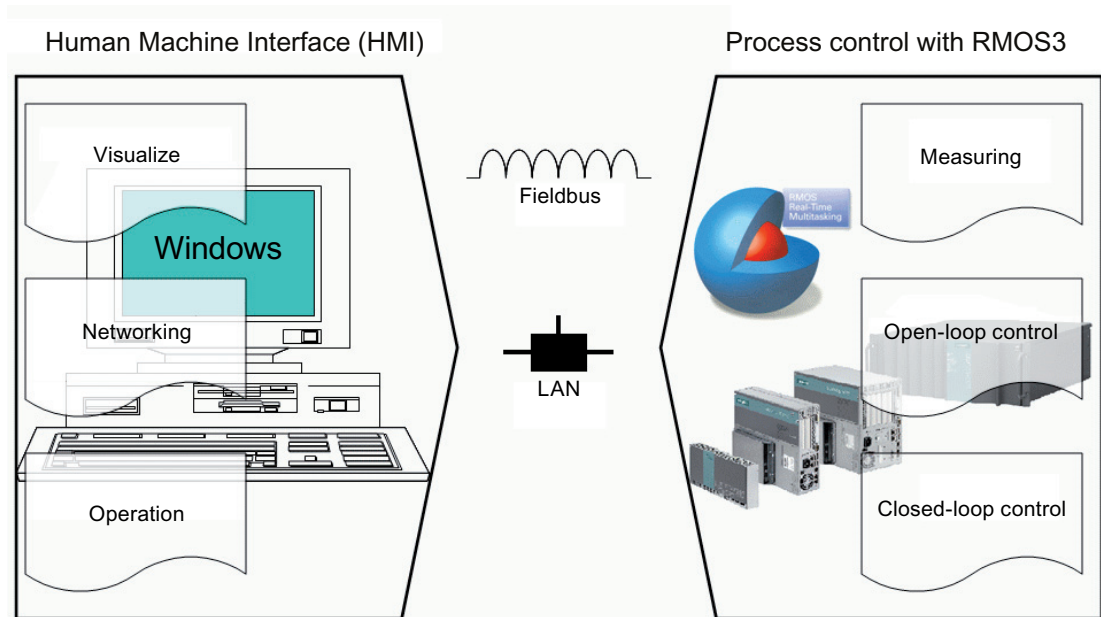 Human Machine Interface (HMI)
Process control with RMOS3
Visualize
Windows
Networking
Operation
Fieldbus
LAN
RMOS
Real-Time
Multitasking
Measuring
Open-loop control
Closed-loop control